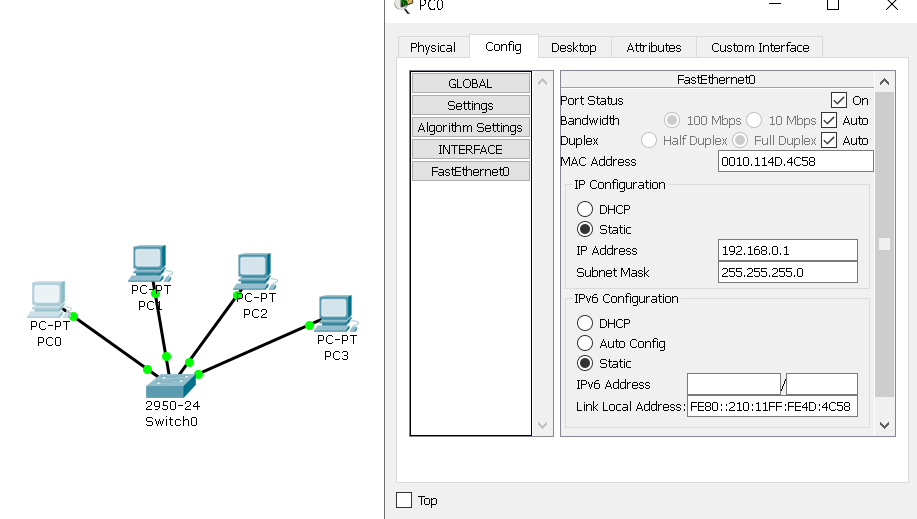 PC0
Physical Config Desktop Attributes Custom Interface
GLOBAL
Settings
Algorithm Settings
INTERFACE
FastEthernet0
FastEthernet0
Port Status On
Bandwidth 100 Mbps 10 Mbps Auto
Duplex Half Duplex Full Duplex Auto
MAC Address 0010.114D.4C58
IP Configuration
DHCP
Static
IP Address 192.168.0.1
Subnet Mask 255.255.255.0
IPv6 Configuration
DHCP
Auto Config
Static
IPv6 Address /
Link Local Address: FE80::210:11FF:FE4D:4C58
Top
PC-PT
PC0
PC-PT
PC1
PC-PT
PC2
PC-PT
PC3
2950-24
Switch0